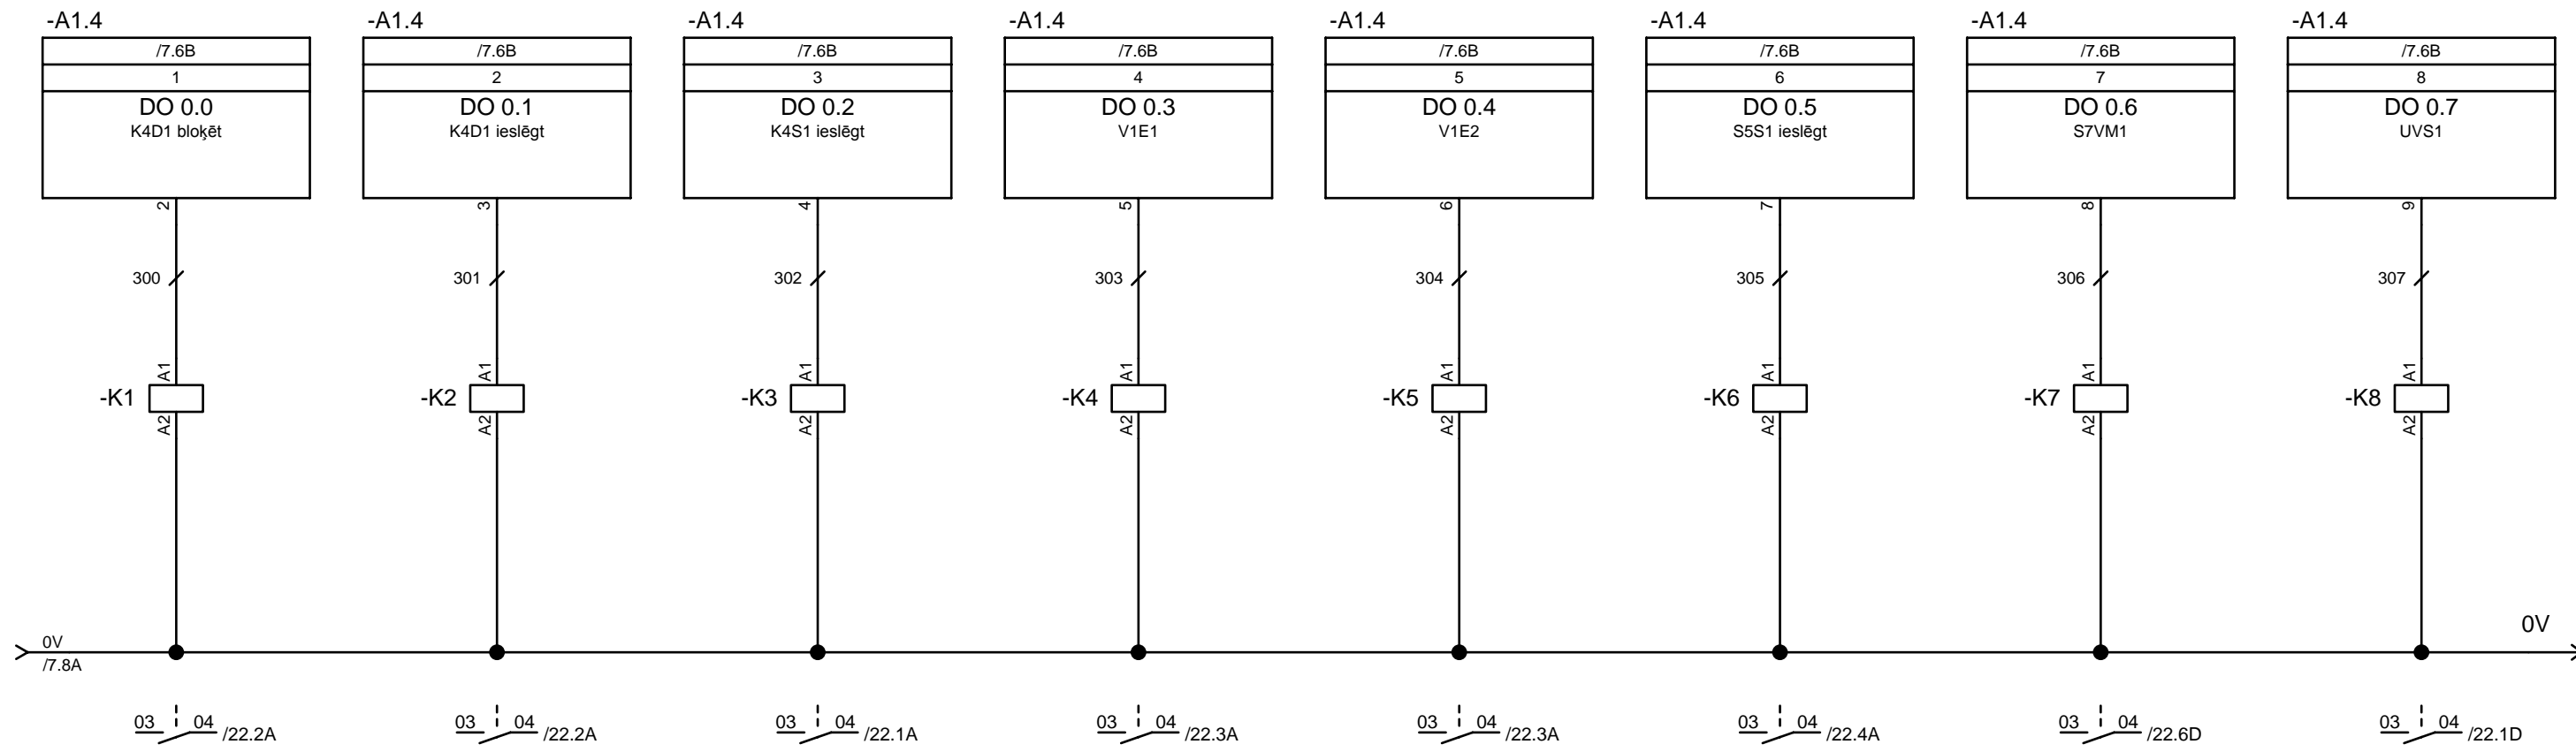 -A1.4 -A1.4 -A1.4 -A1.4 -A1.4 -A1.4 -A1.4 -A1.4
/7.6B /7.6B /7.6B /7.6B /7.6B /7.6B /7.6B /7.6B
1 2 3 4 5 6 7 8
DO 0.0 DO 0.1 DO 0.2 DO 0.3 DO 0.4 DO 0.5 DO 0.6 DO 0.7
K4D1 bloķēt K4D1 ieslēgt K4S1 ieslēgt V1E1 V1E2 S5S1 ieslēgt S7VM1 UVS1
2 3 4 5 6 7 8 9
300 301 302 303 304 305 306 307
A1 A1 A1 A1 A1 A1 A1 A1
-K1 -K2 -K3 -K4 -K5 -K6 -K7 -K8
A2 A2 A2 A2 A2 A2 A2 A2
0V 0V
/7.8A
03 04 /22.2A 03 04 /22.2A 03 04 /22.1A 03 04 /22.3A 03 04 /22.3A 03 04 /22.4A 03 04 /22.6D 03 04 /22.1D